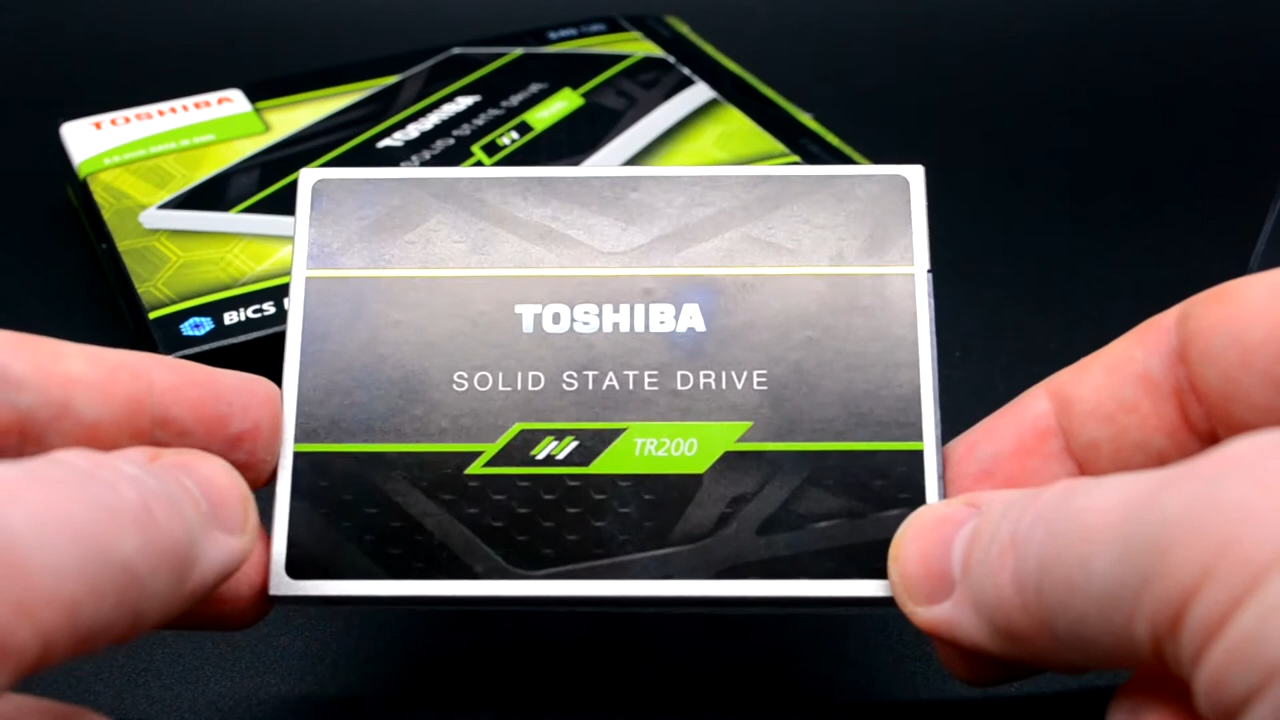 TOSHIBA
TOSHIBA
SOLID STATE DRIVE
BiCS
TOSHIBA
SOLID STATE DRIVE
TR200